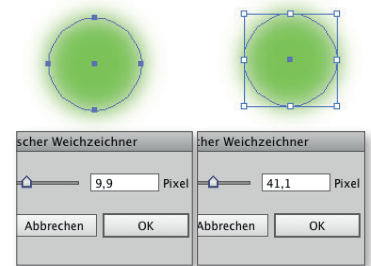 scher Weichzeichner
9,9 Pixel
Abbrechen OK
cher Weichzeichner
41,1 Pixel
Abbrechen OK